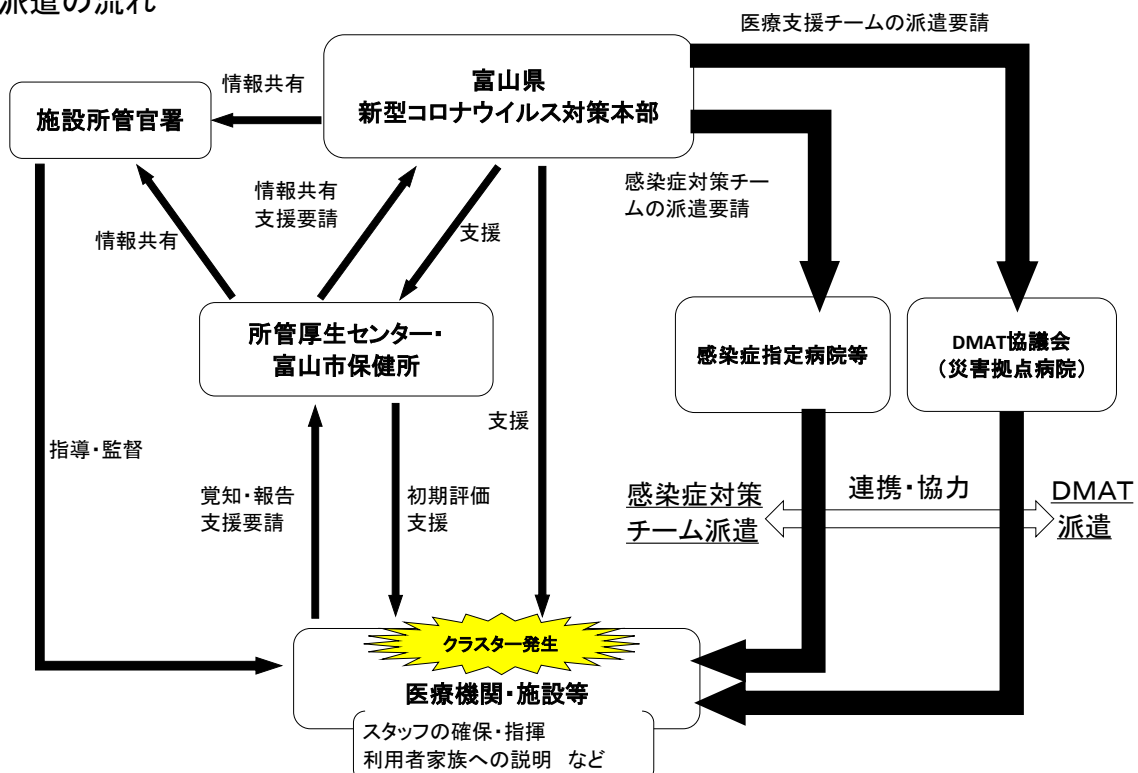 派遣の流れ
医療支援チームの派遣要請
富山県
新型コロナウイルス対策本部
情報共有
施設所管官署
情報共有
支援要請
感染症対策チー
ムの派遣要請
情報共有
支援
所管厚生センター・
富山市保健所
感染症指定病院等
DMAT協議会
（災害拠点病院）
支援
指導・監督
覚知・報告
支援要請
初期評価
支援
感染症対策
チーム派遣
連携・協力
DMAT
派遣
クラスター発生
医療機関・施設等
スタッフの確保・指揮
利用者家族への説明 など